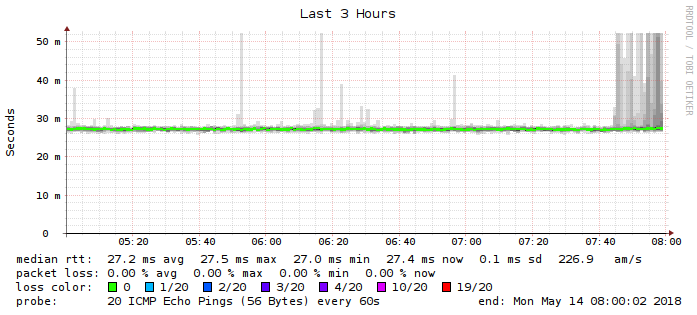 Last 3 Hours
RRDTOOL / TOBI OETIKER
Seconds
50 m
40 m
30 m
20 m
10 m
0
05:20 05:40 06:00 06:20 06:40 07:00 07:20 07:40 08:00
median rtt: 27.2 ms avg 27.5 ms max 27.0 ms min 27.4 ms now 0.1 ms sd 226.9 am/s
packet loss: 0.00 % avg 0.00 % max 0.00 % min 0.00 % now
loss color: 0 1/20 2/20 3/20 4/20 10/20 19/20
probe: 20 ICMP Echo Pings (56 Bytes) every 60s end: Mon May 14 08:00:02 2018